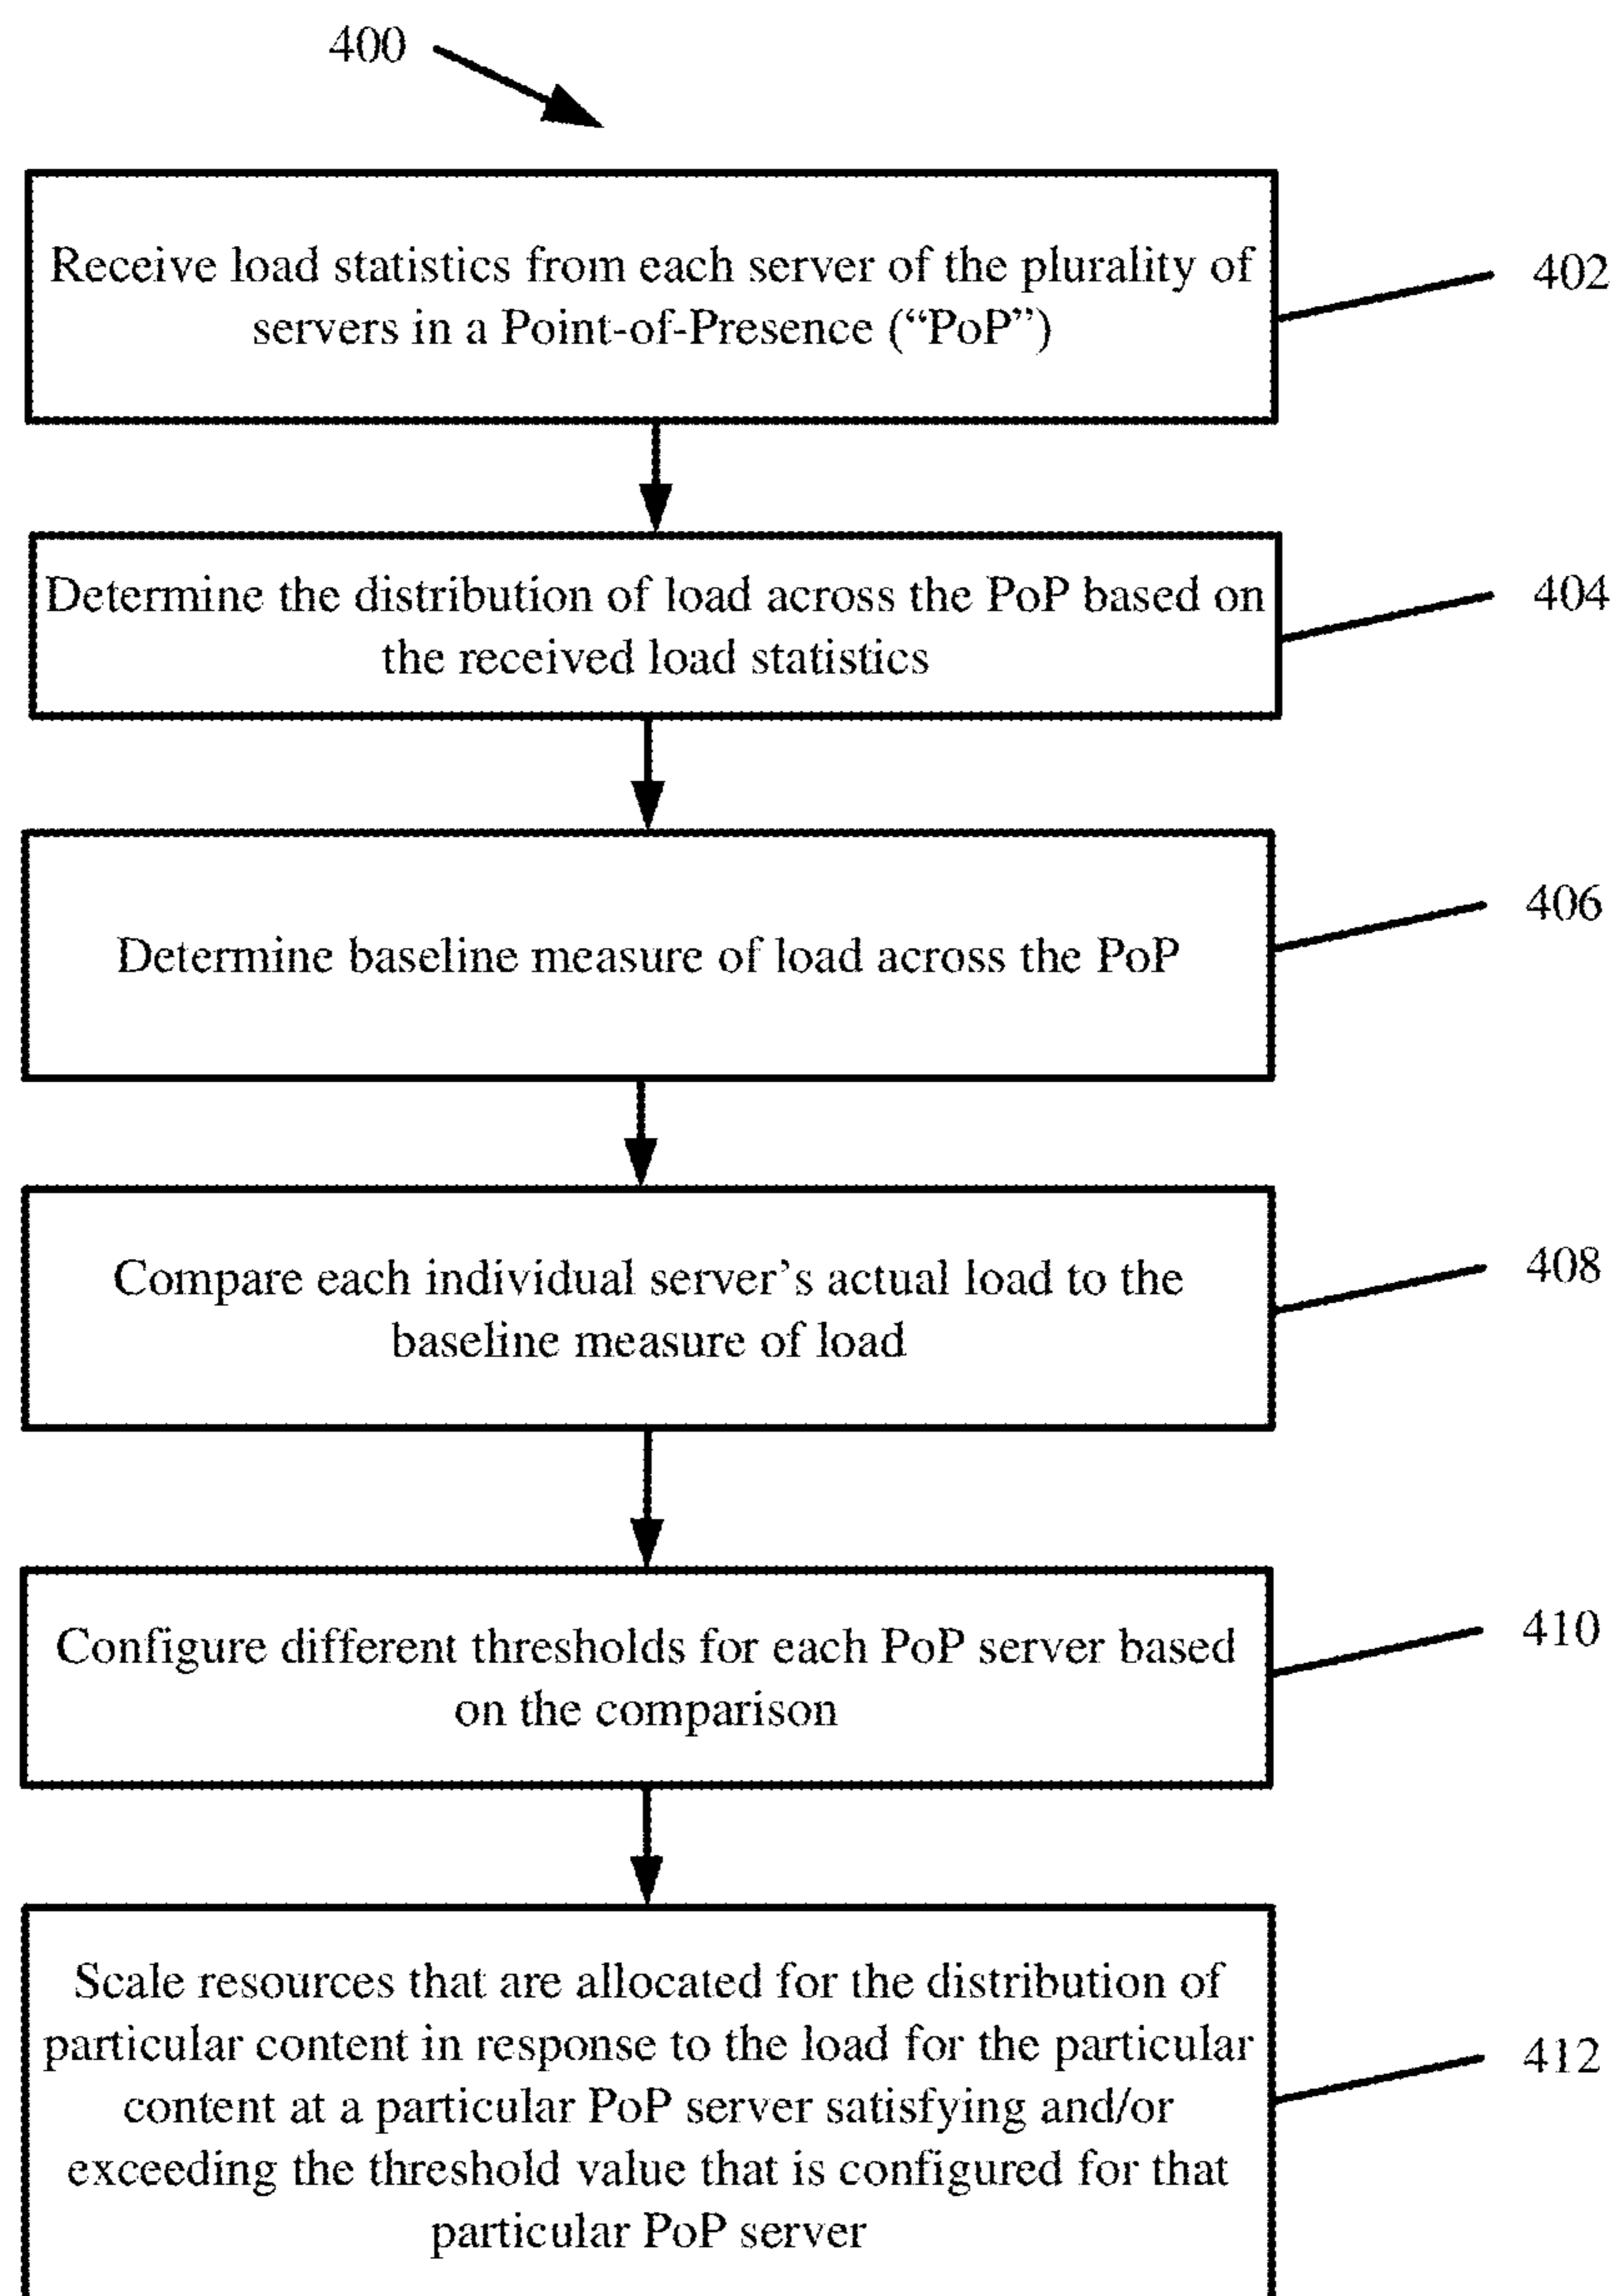 400
Receive load statistics from each server of the plurality of
servers in a Point-of-Presence (“PoP”)
402
Determine the distribution of load across the PoP based on
the received load statistics
404
Determine baseline measure of load across the PoP
406
Compare each individual server’s actual load to the
baseline measure of load
408
Configure different thresholds for each PoP server based
on the comparison
410
Scale resources that are allocated for the distribution of
particular content in response to the load for the particular
content at a particular PoP server satisfying and/or
exceeding the threshold value that is configured for that
particular PoP server
412